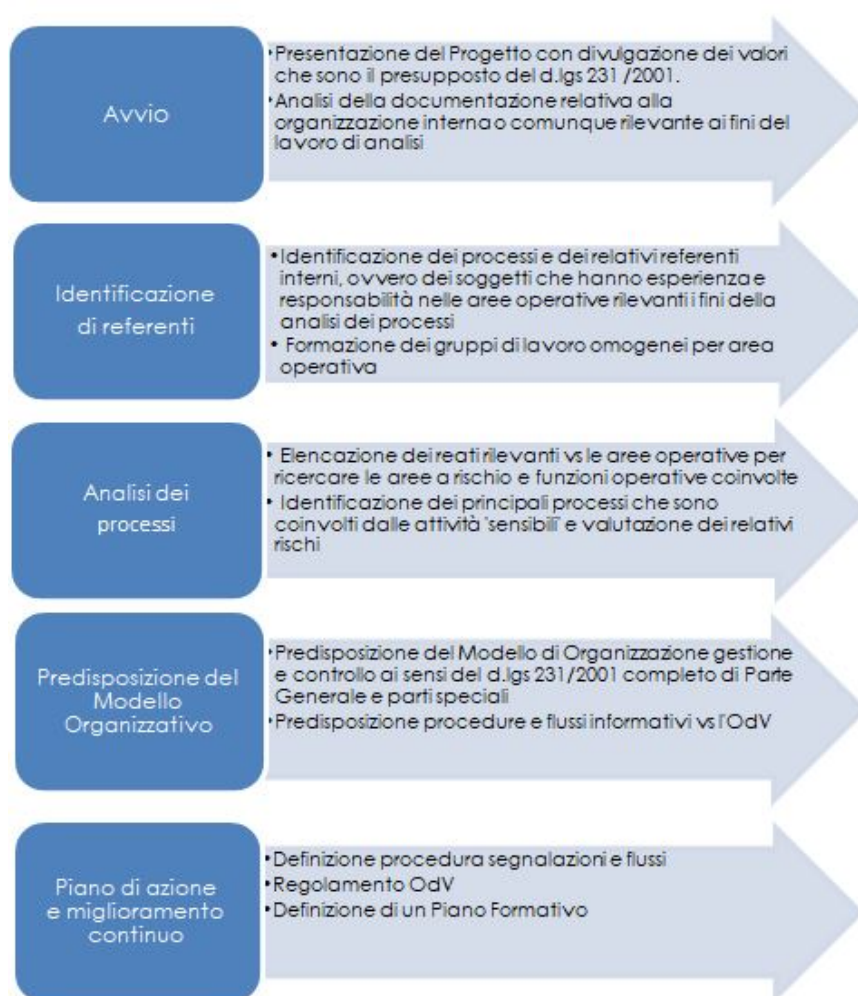 Avvio
•Presentazione del Progetto con divulgazione dei valori
che sono il presupposto del d.lgs 231 /2001.
•Analisi della documentazione relativa alla
organizzazione interna o comunque rilevante ai fini del
lavoro di analisi
Identificazione
di referenti
• Identificazione dei processi e dei relativi referenti
interni, ovvero dei soggetti che hanno esperienza e
responsabilità nelle aree operative rilevanti i fini della
analisi dei processi
• Formazione dei gruppi di lavoro omogenei per area
operativa
Analisi dei
processi
• Elencazione dei reati rilevanti vs le aree operative per
ricercare le aree a rischio e funzioni operative coinvolte
• Identificazione dei principali processi che sono
coinvolti dalle attività 'sensibili' e valutazione dei relativi
rischi
Predisposizione del
Modello
Organizzativo
•Predisposizione del Modello di Organizzazione gestione
e controllo ai sensi del d.lgs 231/2001 completo di Parte
Generale e parti speciali
•Predisposizione procedure e flussi informativi vs l'OdV
Piano di azione
e miglioramento
continuo
•Definizione procedura segnalazioni e flussi
•Regolamento OdV
•Definizione di un Piano Formativo